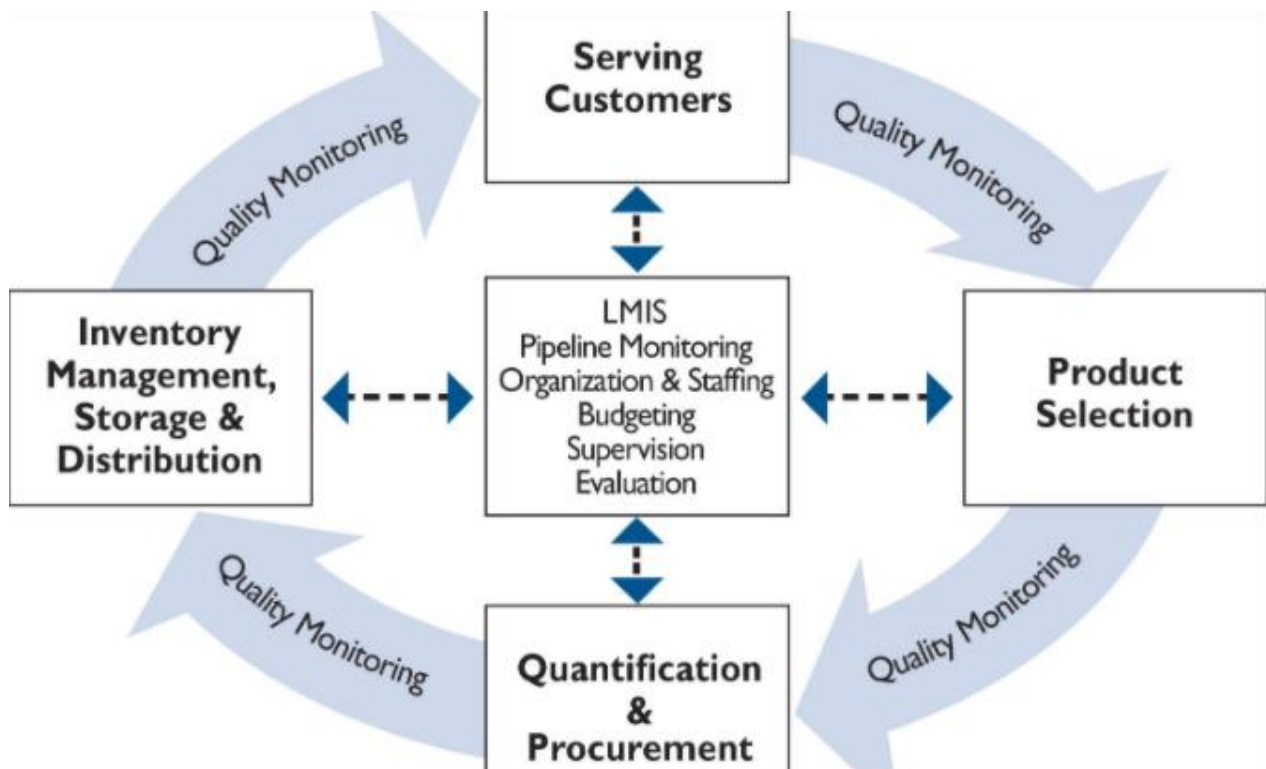 Serving
Customers
Quality Monitoring
Quality Monitoring
Inventory
Management,
Storage &
Distribution
LMIS
Pipeline Monitoring
Organization & Staffing
Budgeting
Supervision
Evaluation
Product
Selection
Quality Monitoring
Quality Monitoring
Quantification
&
Procurement